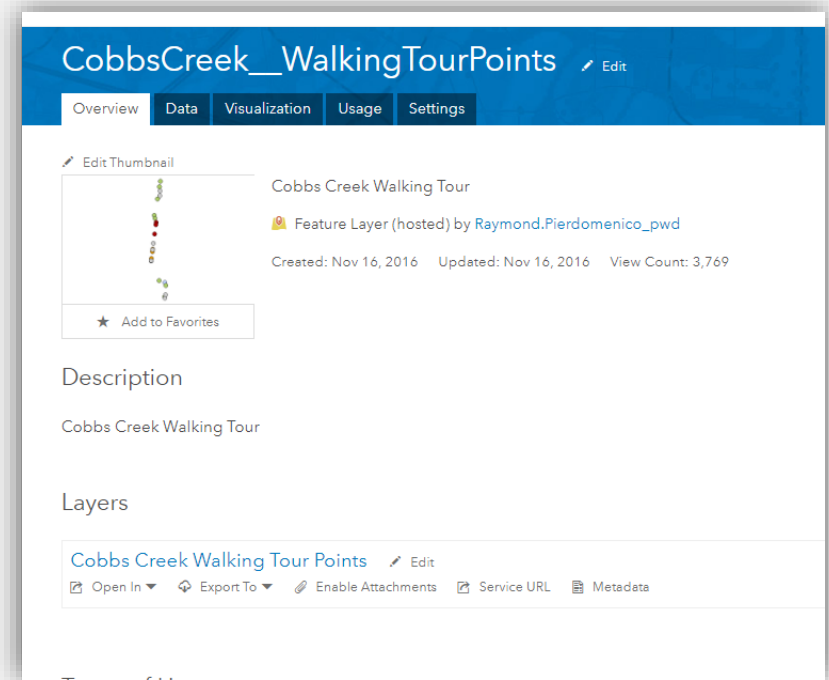 CobbsCreek__WalkingTourPoints Edit
Overview Data Visualization Usage Settings
Edit Thumbnail
Cobbs Creek Walking Tour
Feature Layer (hosted) by Raymond.Pierdomenico_pwd
Created: Nov 16, 2016 Updated: Nov 16, 2016 View Count: 3,769
Add to Favorites
Description
Cobbs Creek Walking Tour
Layers
Cobbs Creek Walking Tour Points Edit
Open In Export To Enable Attachments Service URL Metadata